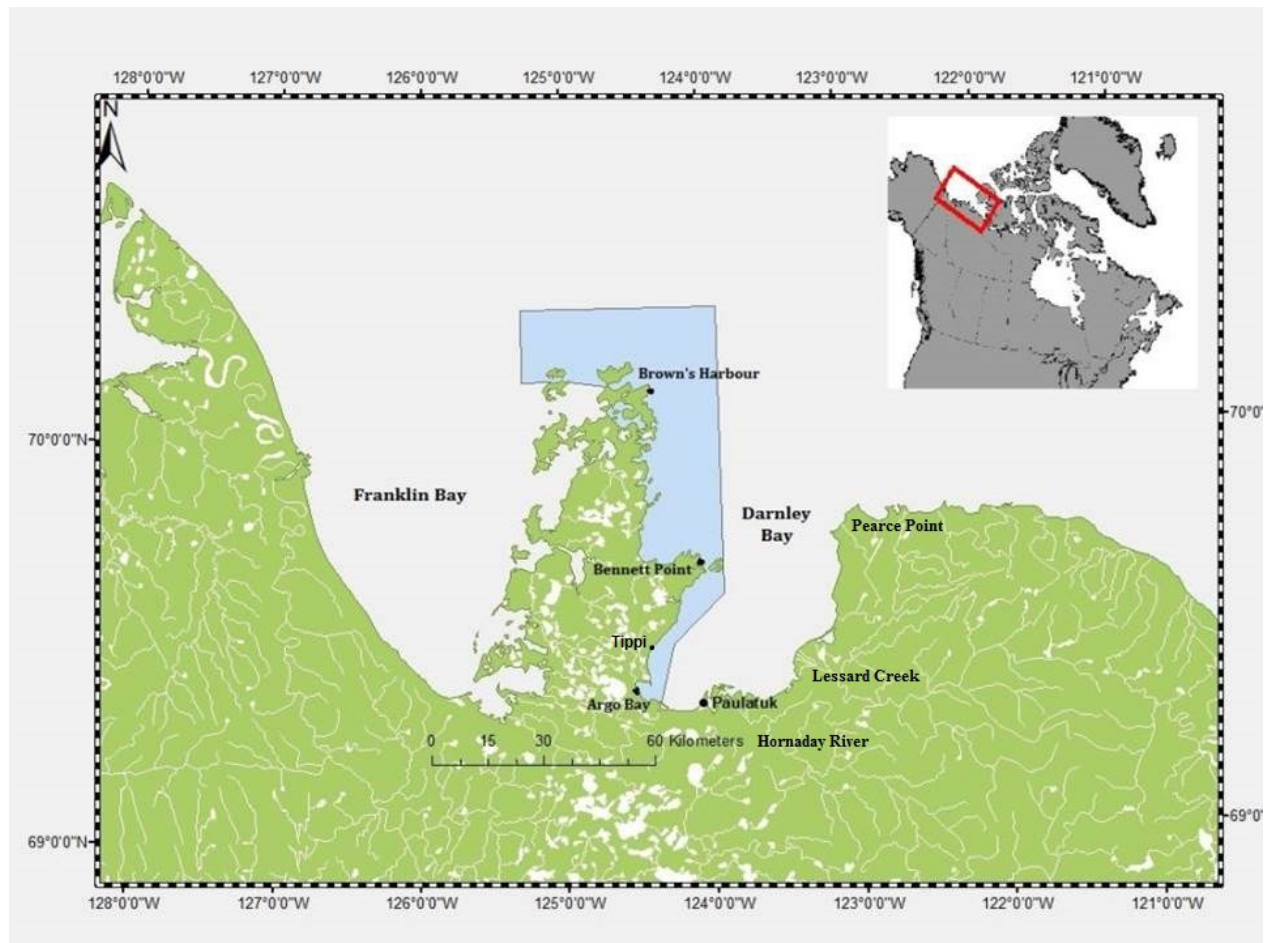 128°0'0"W 127°0'0"W 126°0'0"W 125°0'0"W 124°0'0"W 123°0'0"W 122°0'0"W 121°0'0"W
N
Brown's Harbour
70°0'0"N
70°0'0"
Franklin Bay
Darnley
Bay
Pearce Point
Bennett Point
Tippi
Lessard Creek
Argo Bay
Paulatuk
0 15 30 60 Kilometers
Hornaday River
69°0'0"N
69°0'0"
128°0'0"W 127°0'0"W 126°0'0"W 125°0'0"W 124°0'0"W 123°0'0"W 122°0'0"W 121°0'0"W